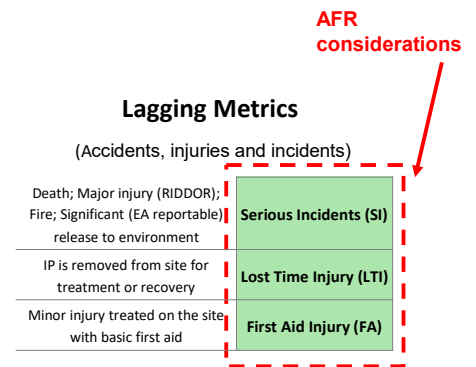 AFR
considerations
Lagging Metrics
(Accidents, injuries and incidents)
Death; Major injury (RIDDOR);
Fire; Significant (EA reportable)
release to environment
Serious Incidents (SI)
IP is removed from site for
treatment or recovery
Lost Time Injury (LTI)
Minor injury treated on the site
with basic first aid
First Aid Injury (FA)